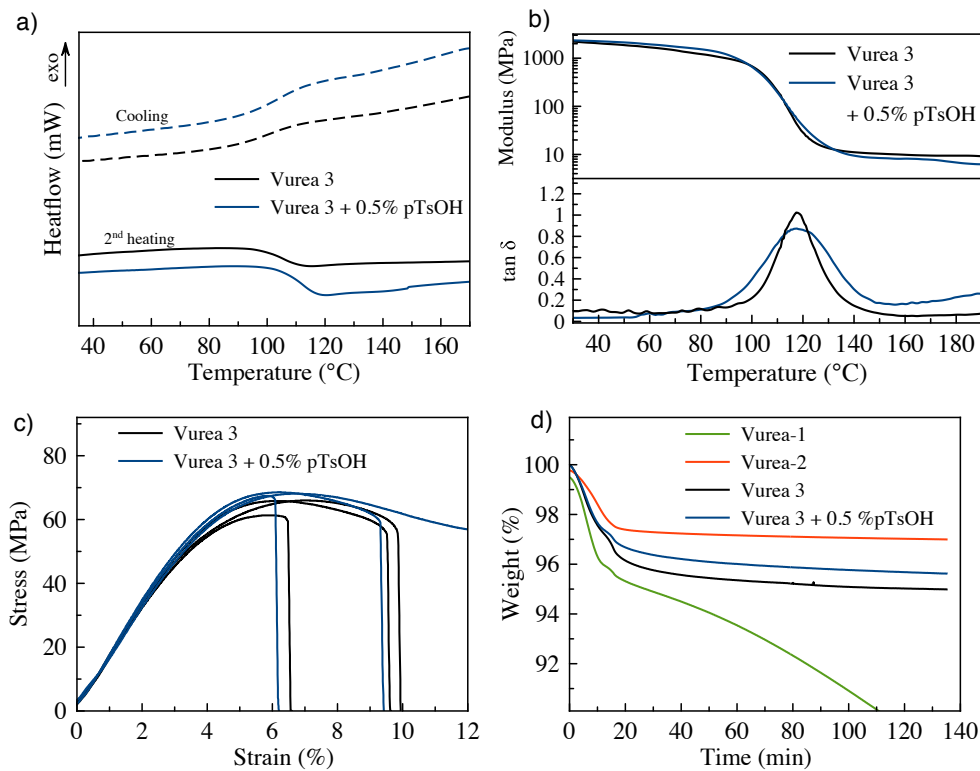 a)
exo
Heatflow (mW)
Cooling
Vurea 3
Vurea 3 + 0.5% pTsOH
2nd heating
40 60 80 100 120 140 160
Temperature (°C)
b)
Modulus (MPa)
1000
100
10
Vurea 3
Vurea 3
+ 0.5% pTsOH
tan δ
1.2
1
0.8
0.6
0.4
0.2
0
40 60 80 100 120 140 160 180
Temperature (°C)
c)
Stress (MPa)
80
60
40
20
0
Vurea 3
Vurea 3 + 0.5% pTsOH
0 2 4 6 8 10 12
Strain (%)
d)
Weight (%)
100
98
96
94
92
Vurea-1
Vurea-2
Vurea 3
Vurea 3 + 0.5 %pTsOH
0 20 40 60 80 100 120 140
Time (min)